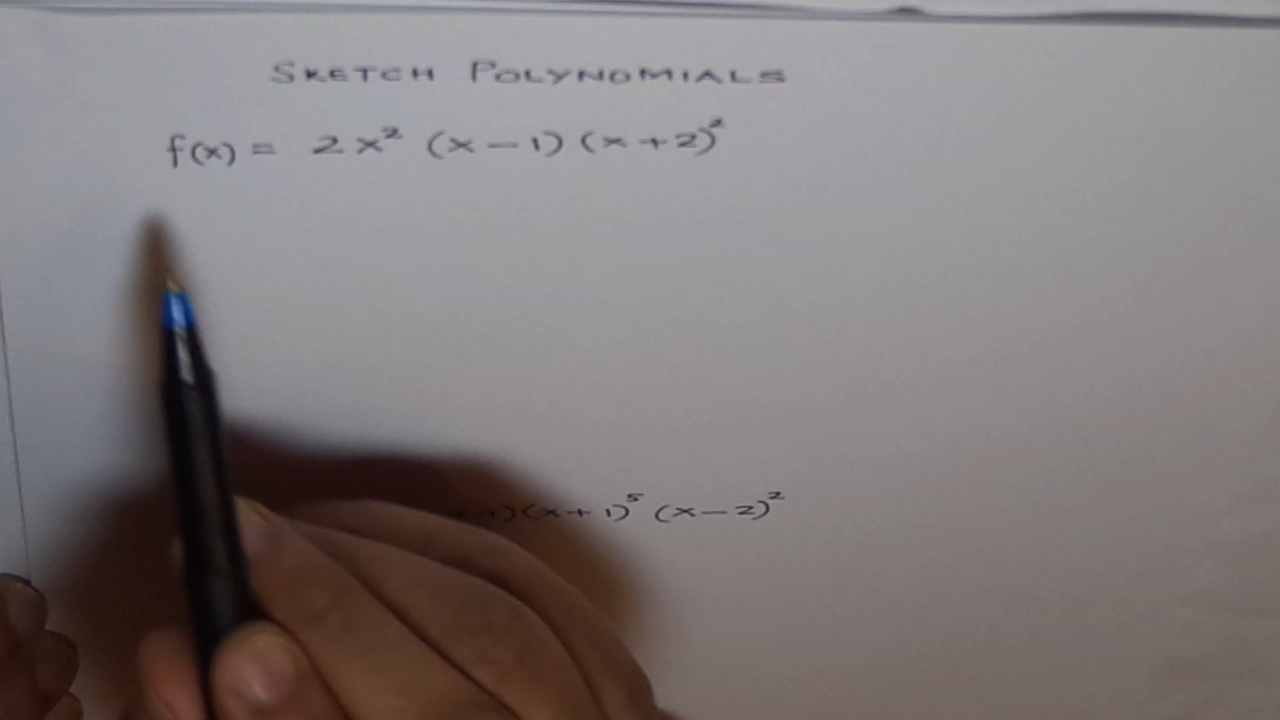 SKETCH POLYNOMIALS
f(x) = 2x² (x-1)(x+2)²
(x+1)⁵ (x-2)²